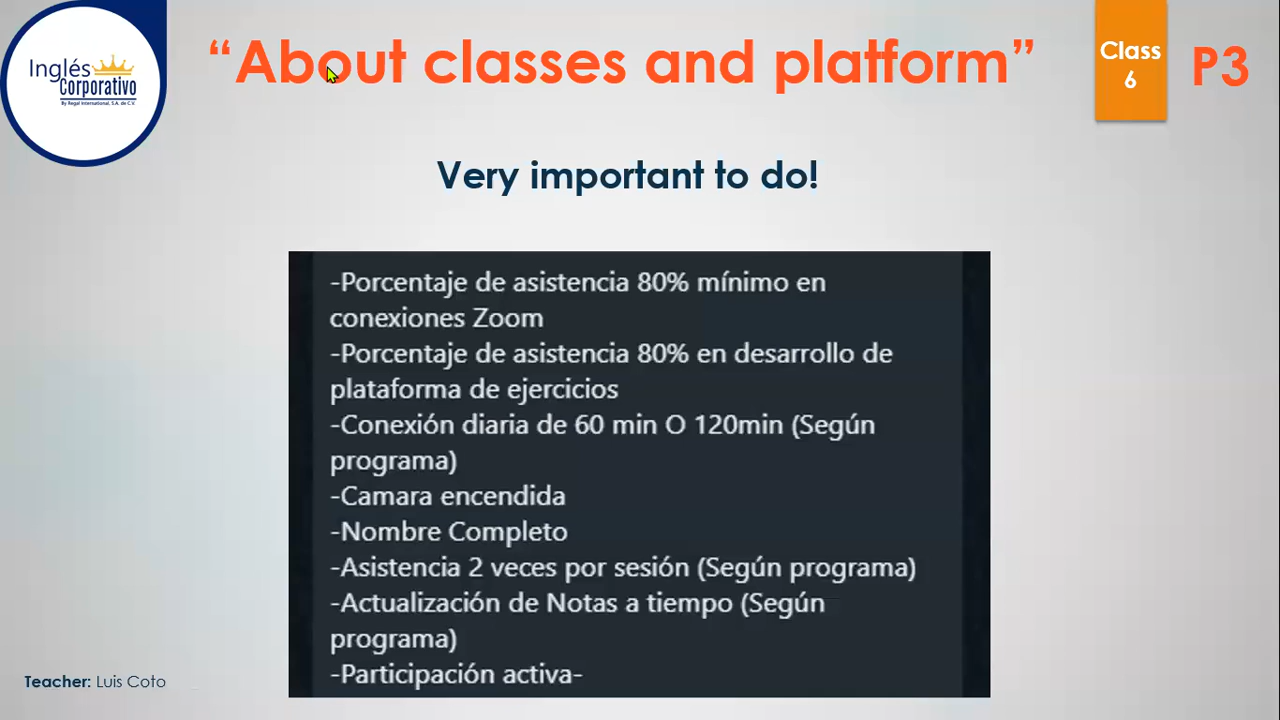 Inglés
Corporativo
By Regal International, S.A. de C.V.
“About classes and platform”
Class
6
P3
Very important to do!
-Porcentaje de asistencia 80% mínimo en
conexiones Zoom
-Porcentaje de asistencia 80% en desarrollo de
plataforma de ejercicios
-Conexión diaria de 60 min O 120min (Según
programa)
-Camara encendida
-Nombre Completo
-Asistencia 2 veces por sesión (Según programa)
-Actualización de Notas a tiempo (Según
programa)
-Participación activa-
Teacher: Luis Coto